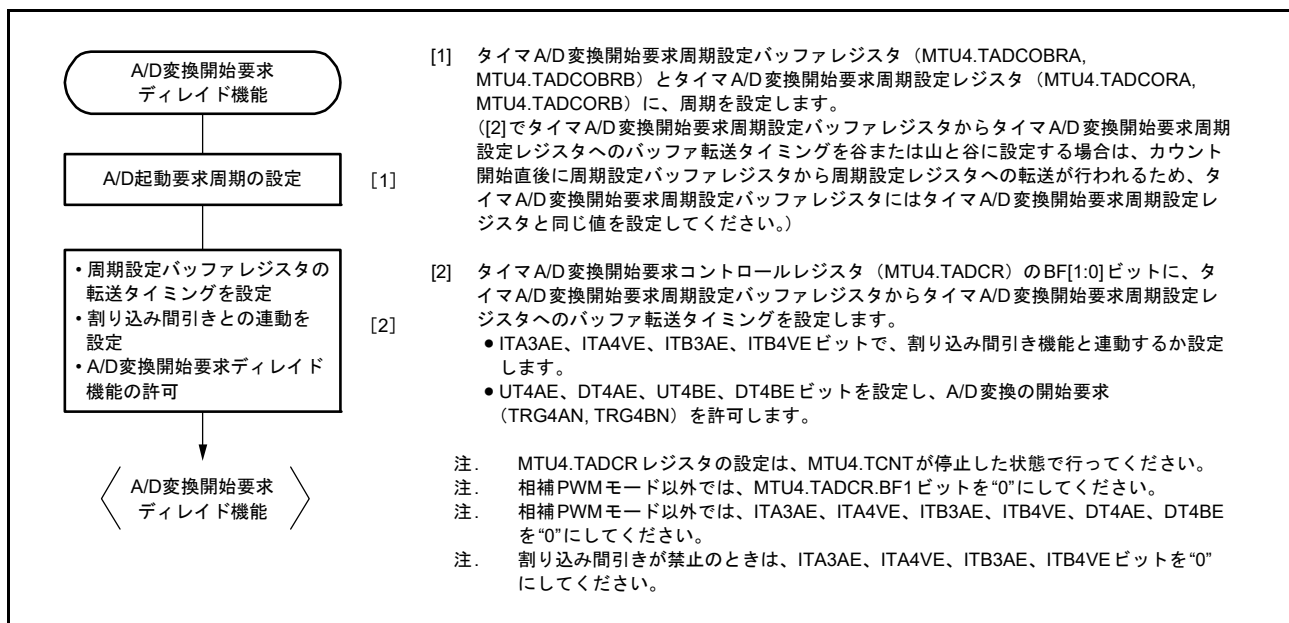 A/D変換開始要求
ディレイド機能
A/D起動要求周期の設定
[1]
• 周期設定バッファレジスタの
転送タイミングを設定
• 割り込み間引きとの連動を
設定
• A/D変換開始要求ディレイド
機能の許可
[2]
A/D変換開始要求
ディレイド機能
[1] タイマA/D変換開始要求周期設定バッファレジスタ（MTU4.TADCOBRA,
MTU4.TADCOBRB）とタイマA/D変換開始要求周期設定レジスタ（MTU4.TADCORA,
MTU4.TADCORB）に、周期を設定します。
（[2]でタイマA/D変換開始要求周期設定バッファレジスタからタイマA/D変換開始要求周期
設定レジスタへのバッファ転送タイミングを谷または山と谷に設定する場合は、カウント
開始直後に周期設定バッファレジスタから周期設定レジスタへの転送が行われるため、タ
イマA/D変換開始要求周期設定バッファレジスタにはタイマA/D変換開始要求周期設定レ
ジスタと同じ値を設定してください。）
[2] タイマA/D変換開始要求コントロールレジスタ（MTU4.TADCR）のBF[1:0]ビットに、タ
イマA/D変換開始要求周期設定バッファレジスタからタイマA/D変換開始要求周期設定レ
ジスタへのバッファ転送タイミングを設定します。
● ITA3AE、ITA4VE、ITB3AE、ITB4VEビットで、割り込み間引き機能と連動するか設定
します。
● UT4AE、DT4AE、UT4BE、DT4BEビットを設定し、A/D変換の開始要求
（TRG4AN, TRG4BN）を許可します。
注. MTU4.TADCRレジスタの設定は、MTU4.TCNTが停止した状態で行ってください。
注. 相補PWMモード以外では、MTU4.TADCR.BF1ビットを“0”にしてください。
注. 相補PWMモード以外では、ITA3AE、ITA4VE、ITB3AE、ITB4VE、DT4AE、DT4BE
を“0”にしてください。
注. 割り込み間引きが禁止のときは、ITA3AE、ITA4VE、ITB3AE、ITB4VEビットを“0”
にしてください。